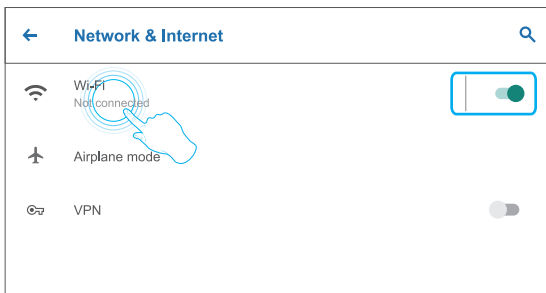 Network & Internet
Wi-Fi
Not connected
Airplane mode
VPN